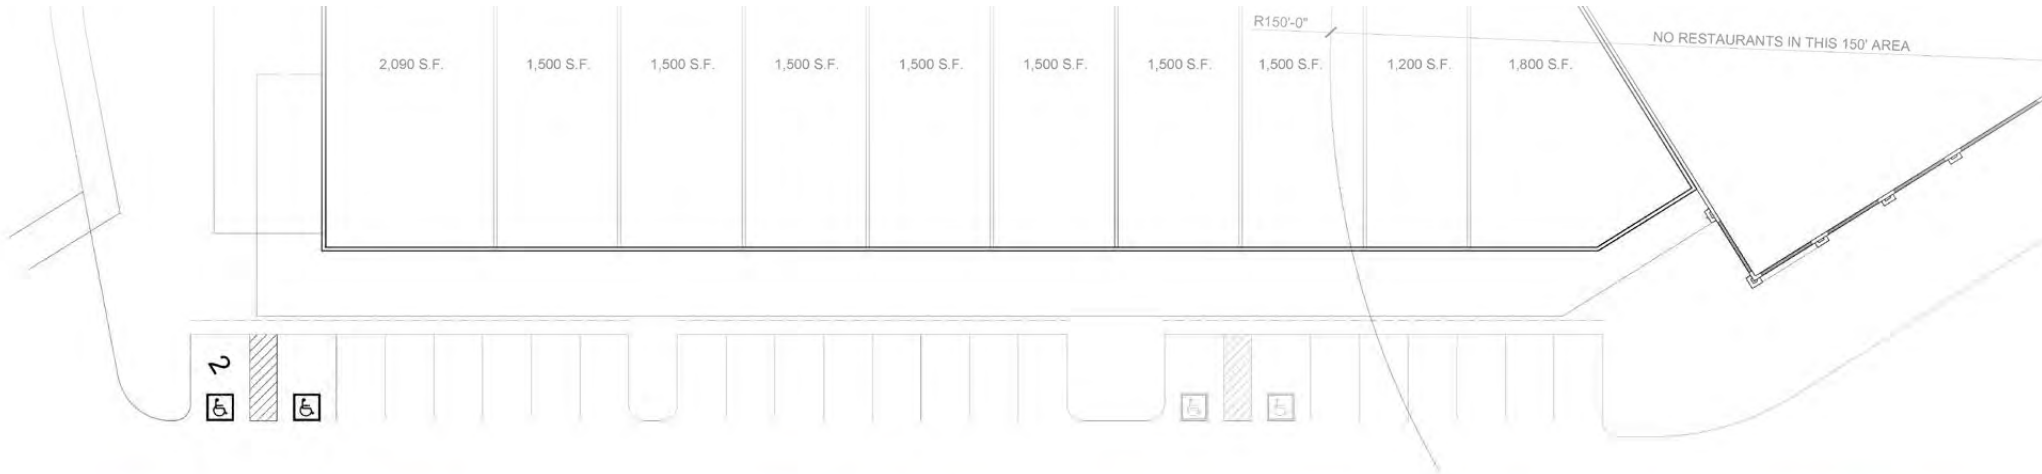 R150'-0"
NO RESTAURANTS IN THIS 150' AREA
2,090 S.F.
1,500 S.F.
1,500 S.F.
1,500 S.F.
1,500 S.F.
1,500 S.F.
1,500 S.F.
1,500 S.F.
1,200 S.F.
1,800 S.F.
2